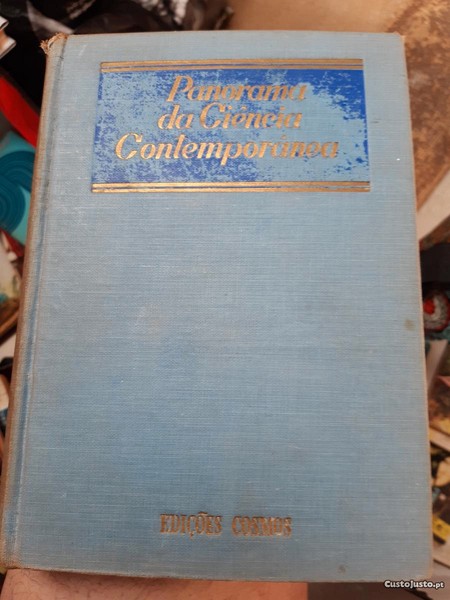 Panorama
da Ciência
Contemporânea
EDIÇÕES COSMOS
CustoJusto.pt